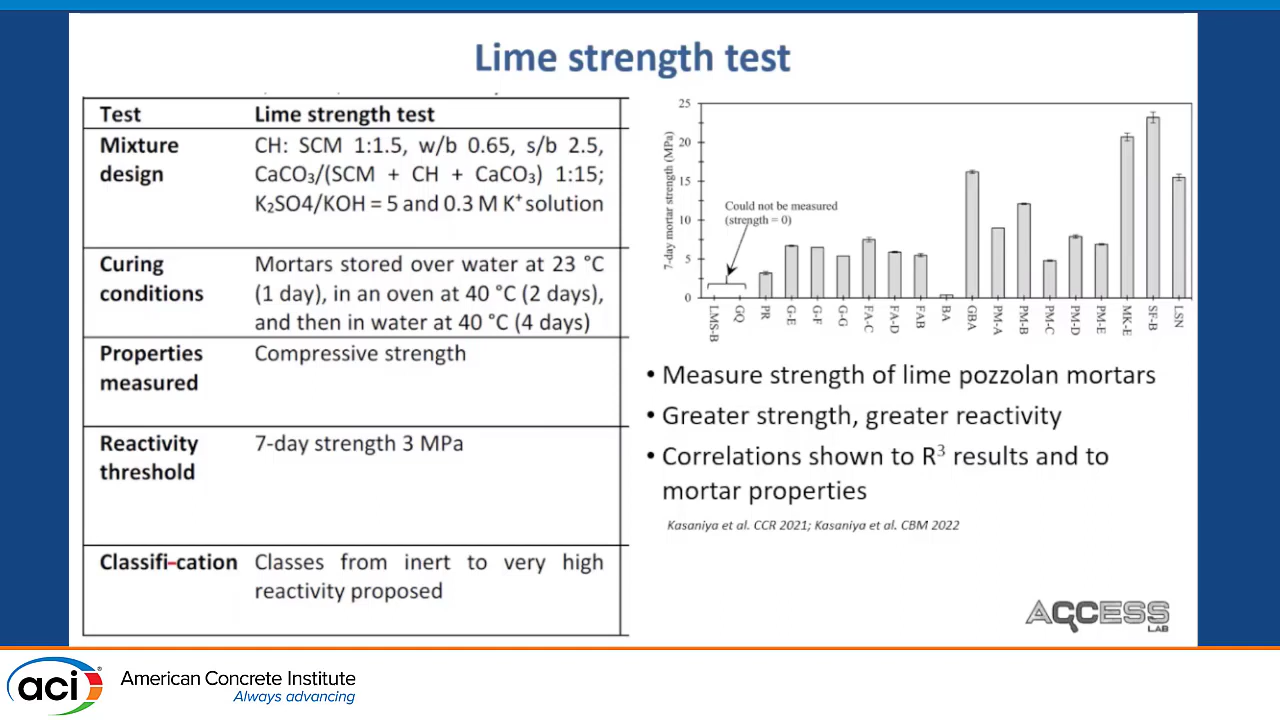 Lime strength test
Test Lime strength test
Mixture design CH: SCM 1:1.5, w/b 0.65, s/b 2.5,
CaCO₃/(SCM + CH + CaCO₃) 1:15;
K₂SO4/KOH = 5 and 0.3 M K⁺ solution
Curing conditions Mortars stored over water at 23 °C
(1 day), in an oven at 40 °C (2 days),
and then in water at 40 °C (4 days)
Properties measured Compressive strength
Reactivity threshold 7-day strength 3 MPa
Classifi-cation Classes from inert to very high
reactivity proposed
7-day mortar strength (MPa)
25
20
15
10
5
0
Could not be measured
(strength = 0)
LMS-B
GQ
PR
G-E
G-F
G-G
FA-C
FA-D
FAB
BA
GBA
PM-A
PM-B
PM-C
PM-D
PM-E
MK-E
SF-B
LSN
• Measure strength of lime pozzolan mortars
• Greater strength, greater reactivity
• Correlations shown to R³ results and to
mortar properties
Kasaniya et al. CCR 2021; Kasaniya et al. CBM 2022
ACCESS
LAB
aci
American Concrete Institute
Always advancing